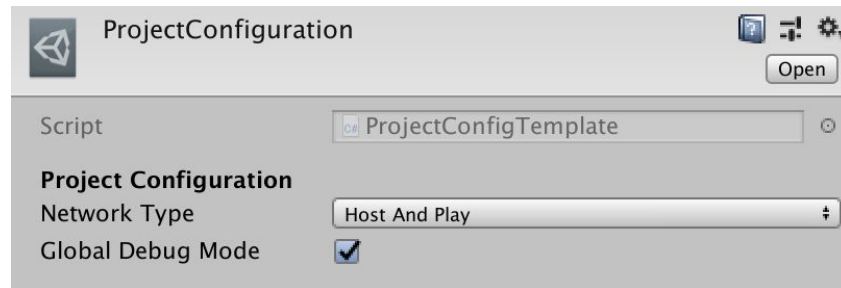 ProjectConfiguration
Open
Script ProjectConfigTemplate
Project Configuration
Network Type Host And Play
Global Debug Mode